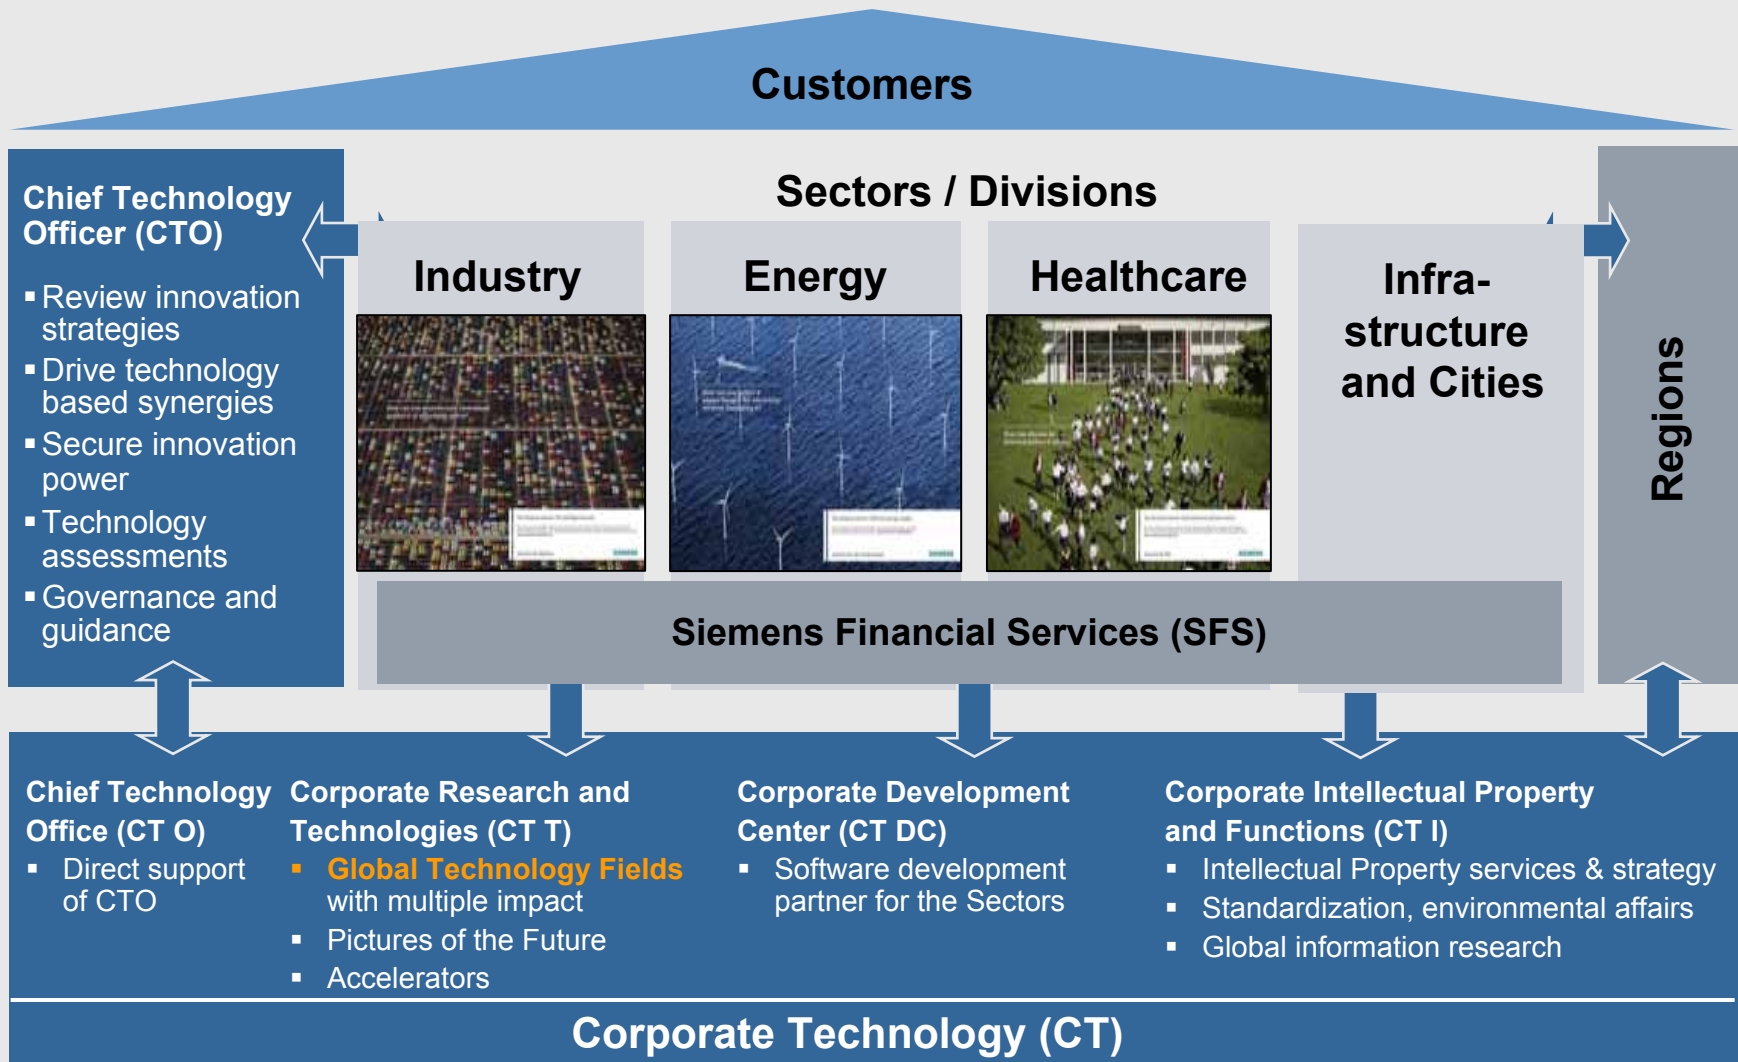 Customers
Chief Technology
Officer (CTO)
▪ Review innovation
strategies
▪ Drive technology
based synergies
▪ Secure innovation
power
▪ Technology
assessments
▪ Governance and
guidance
Sectors / Divisions
Industry
Energy
Healthcare
Infra-
structure
and Cities
Regions
Siemens Financial Services (SFS)
Chief Technology
Office (CT O)
▪ Direct support
of CTO
Corporate Research and
Technologies (CT T)
▪ Global Technology Fields
with multiple impact
▪ Pictures of the Future
▪ Accelerators
Corporate Development
Center (CT DC)
▪ Software development
partner for the Sectors
Corporate Intellectual Property
and Functions (CT I)
▪ Intellectual Property services & strategy
▪ Standardization, environmental affairs
▪ Global information research
Corporate Technology (CT)